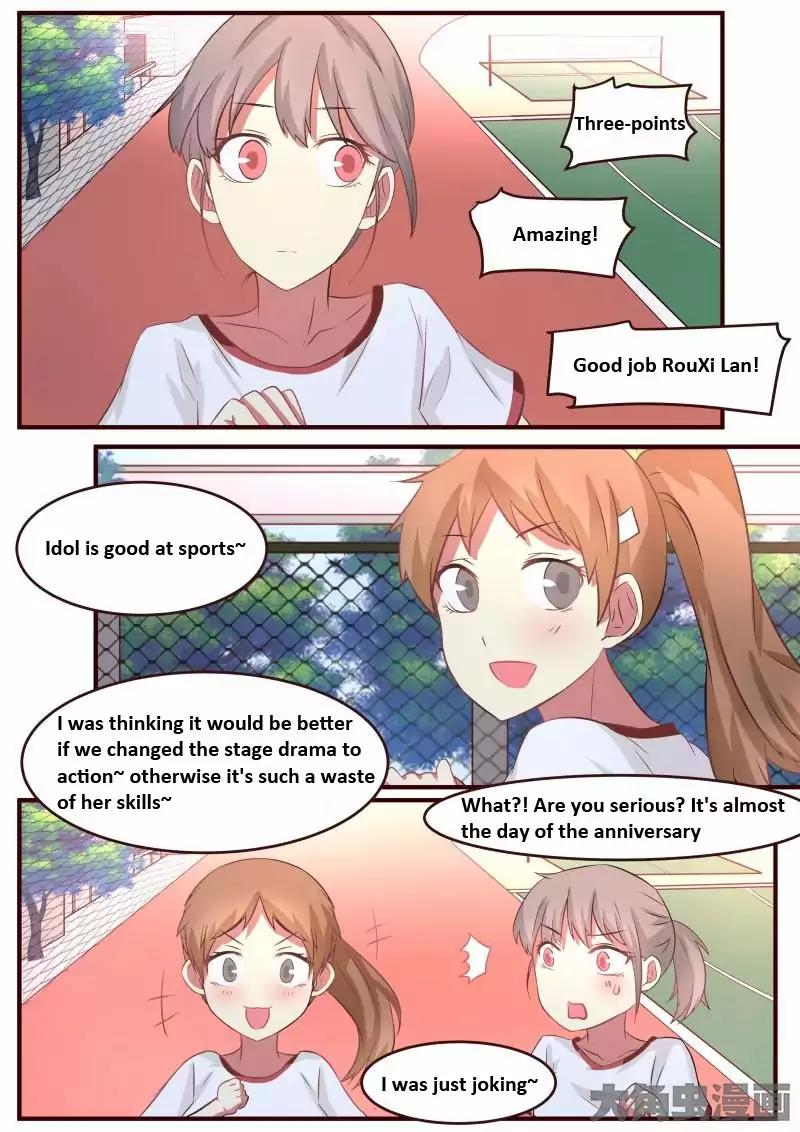 Three-points
Amazing!
Good job RouXi Lan!
Idol is good at sports~
I was thinking it would be better
if we changed the stage drama to
action~ otherwise it's such a waste
of her skills~
What?! Are you serious? It's almost
the day of the anniversary
I was just joking~
大角虫漫画